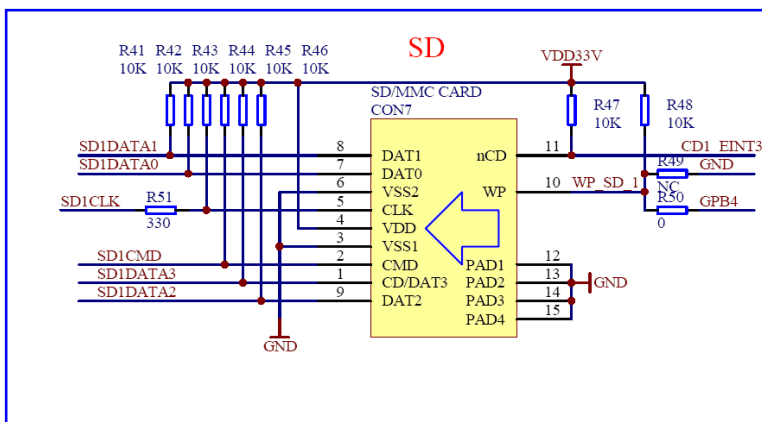 SD
R41 R42 R43 R44 R45 R46
10K 10K 10K 10K 10K 10K
VDD33V
SD/MMC CARD
CON7
R47
10K
R48
10K
SD1DATA1
8
DAT1
nCD
11
CD1_EINT3
SD1DATA0
7
DAT0
R49
GND
NC
6
VSS2
WP
10
WP_SD_1
SD1CLK
R51
330
5
CLK
R50
GPB4
0
4
VDD
3
VSS1
SD1CMD
2
CMD
PAD1
12
SD1DATA3
1
CD/DAT3
PAD2
13
GND
SD1DATA2
9
DAT2
PAD3
14
PAD4
15
GND